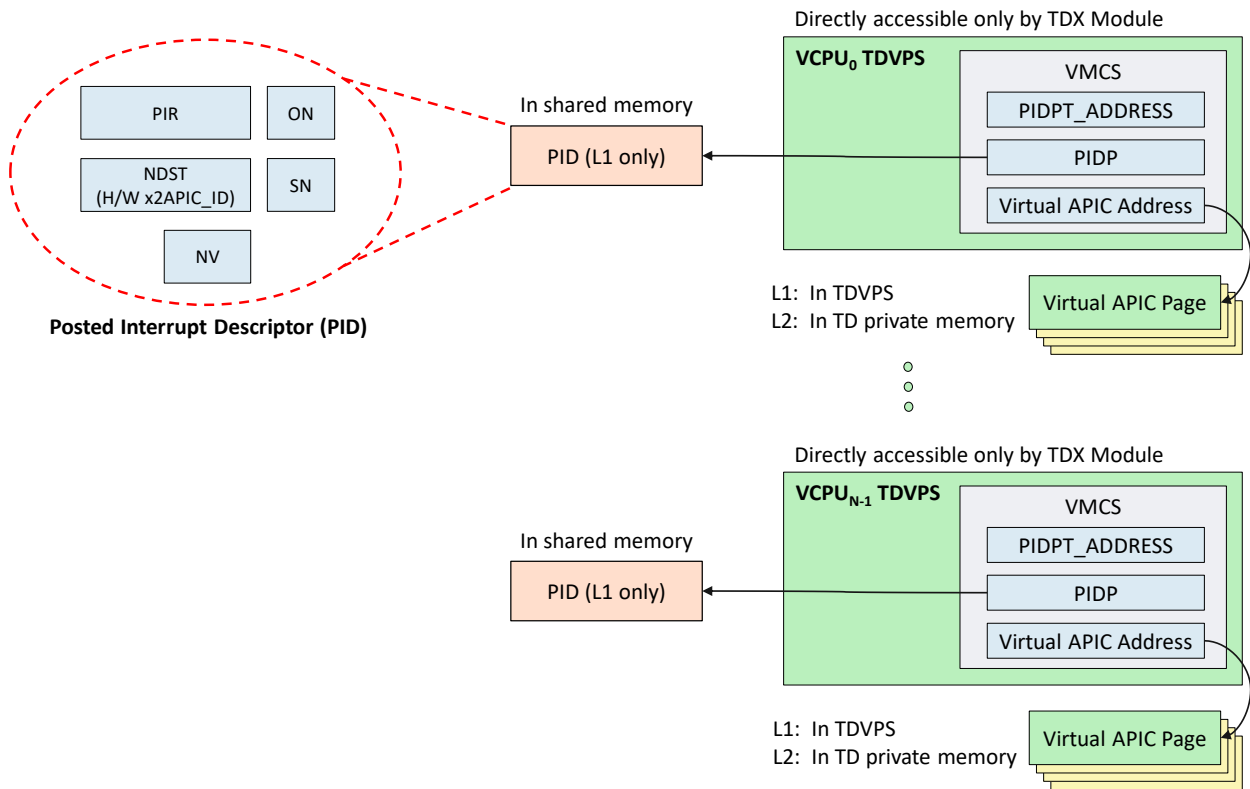 Directly accessible only by TDX Module
VCPU0 TDVPS
VMCS
PIDPT_ADDRESS
PIDP
Virtual APIC Address
In shared memory
PID (L1 only)
PIR
ON
NDST
(H/W x2APIC_ID)
SN
NV
Posted Interrupt Descriptor (PID)
L1: In TDVPS
L2: In TD private memory
Virtual APIC Page
Directly accessible only by TDX Module
VCPUN-1 TDVPS
VMCS
PIDPT_ADDRESS
PIDP
Virtual APIC Address
In shared memory
PID (L1 only)
L1: In TDVPS
L2: In TD private memory
Virtual APIC Page